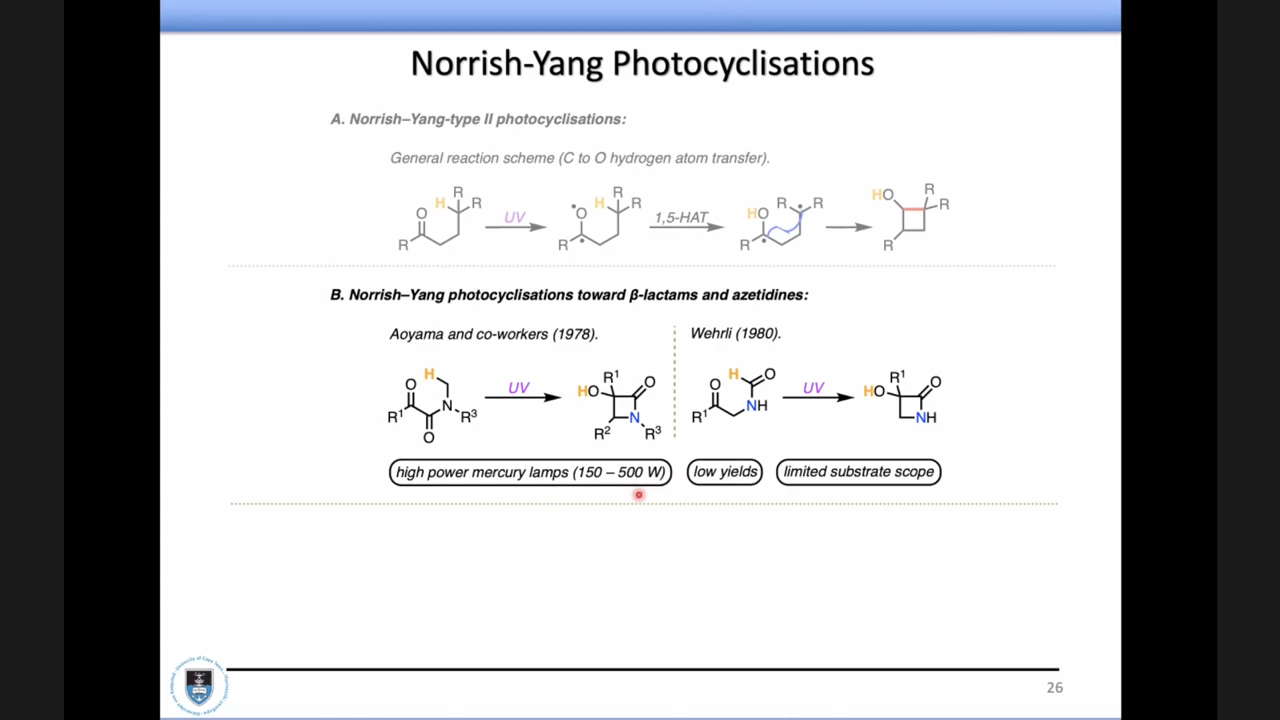 Norrish-Yang Photocyclisations
A. Norrish–Yang-type II photocyclisations:
General reaction scheme (C to O hydrogen atom transfer).
R O H R R
UV
R O H R R
1,5-HAT
R HO R R
HO R R R
B. Norrish–Yang photocyclisations toward β-lactams and azetidines:
Aoyama and co-workers (1978).
Wehrli (1980).
R1 O O H N R3
UV
HO R1 O N R2 R3
R1 O H O NH
UV
HO R1 O NH
high power mercury lamps (150 – 500 W)
low yields
limited substrate scope
26